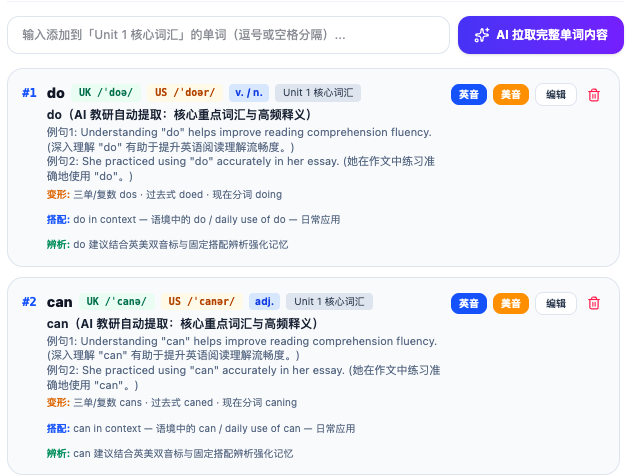 输入添加到「Unit 1 核心词汇」的单词（逗号或空格分隔）...
AI 拉取完整单词内容
#1 do UK /ˈdoə/ US /ˈdoər/ v. / n. Unit 1 核心词汇 英音 美音 编辑
do（AI 教研自动提取：核心重点词汇与高频释义）
例句1: Understanding "do" helps improve reading comprehension fluency.
(深入理解 "do" 有助于提升英语阅读理解流畅度。)
例句2: She practiced using "do" accurately in her essay. (她在作文中练习准
确地使用 "do"。)
变形: 三单/复数 dos · 过去式 doed · 现在分词 doing
搭配: do in context — 语境中的 do / daily use of do — 日常应用
辨析: do 建议结合英美双音标与固定搭配辨析强化记忆
#2 can UK /ˈcanə/ US /ˈcanər/ adj. Unit 1 核心词汇 英音 美音 编辑
can（AI 教研自动提取：核心重点词汇与高频释义）
例句1: Understanding "can" helps improve reading comprehension fluency.
(深入理解 "can" 有助于提升英语阅读理解流畅度。)
例句2: She practiced using "can" accurately in her essay. (她在作文中练习准
确地使用 "can"。)
变形: 三单/复数 cans · 过去式 caned · 现在分词 caning
搭配: can in context — 语境中的 can / daily use of can — 日常应用
辨析: can 建议结合英美双音标与固定搭配辨析强化记忆